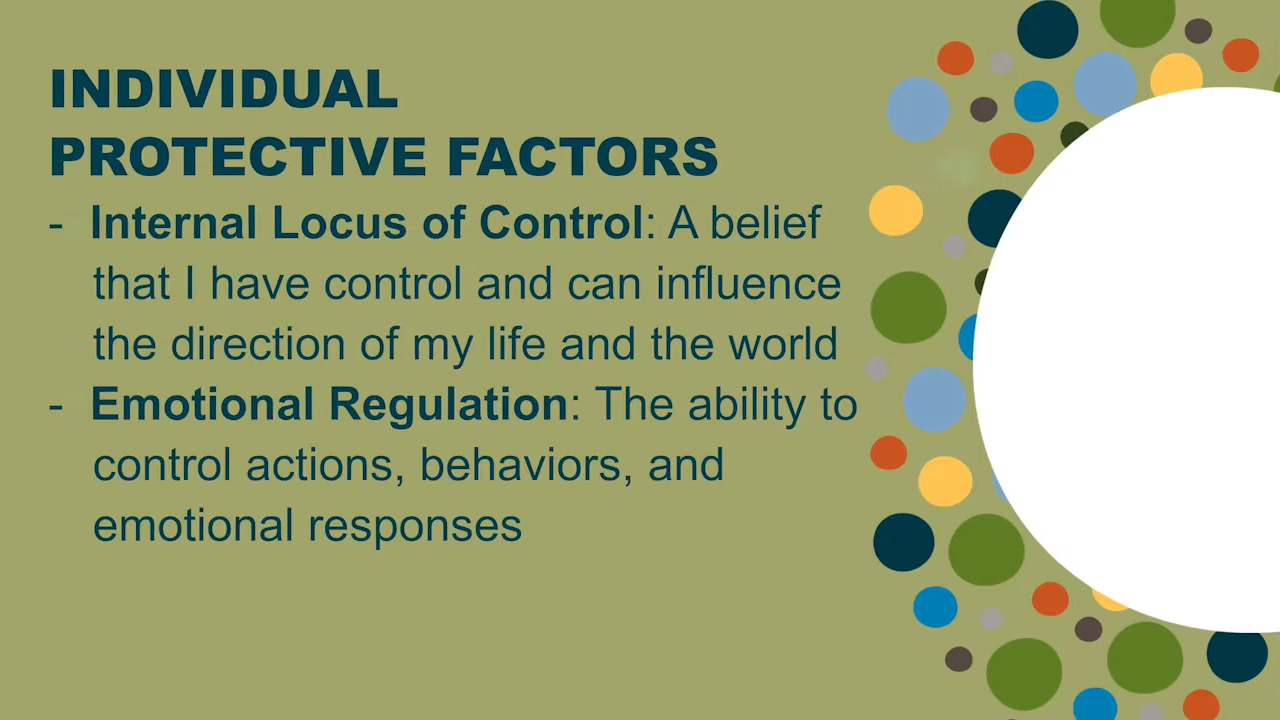 INDIVIDUAL
PROTECTIVE FACTORS
- Internal Locus of Control: A belief
that I have control and can influence
the direction of my life and the world
- Emotional Regulation: The ability to
control actions, behaviors, and
emotional responses